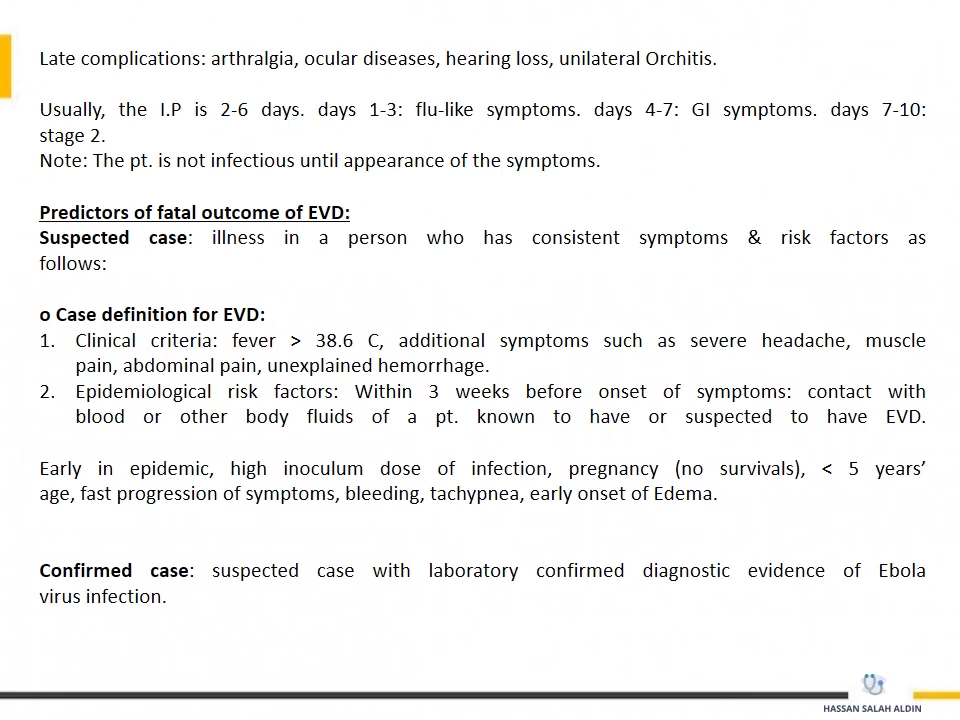 Late complications: arthralgia, ocular diseases, hearing loss, unilateral Orchitis.
Usually, the I.P is 2-6 days. days 1-3: flu-like symptoms. days 4-7: GI symptoms. days 7-10:
stage 2.
Note: The pt. is not infectious until appearance of the symptoms.
Predictors of fatal outcome of EVD:
Suspected case: illness in a person who has consistent symptoms & risk factors as
follows:
o Case definition for EVD:
1. Clinical criteria: fever > 38.6 C, additional symptoms such as severe headache, muscle
pain, abdominal pain, unexplained hemorrhage.
2. Epidemiological risk factors: Within 3 weeks before onset of symptoms: contact with
blood or other body fluids of a pt. known to have or suspected to have EVD.
Early in epidemic, high inoculum dose of infection, pregnancy (no survivals), < 5 years’
age, fast progression of symptoms, bleeding, tachypnea, early onset of Edema.
Confirmed case: suspected case with laboratory confirmed diagnostic evidence of Ebola
virus infection.
HASSAN SALAH ALDIN